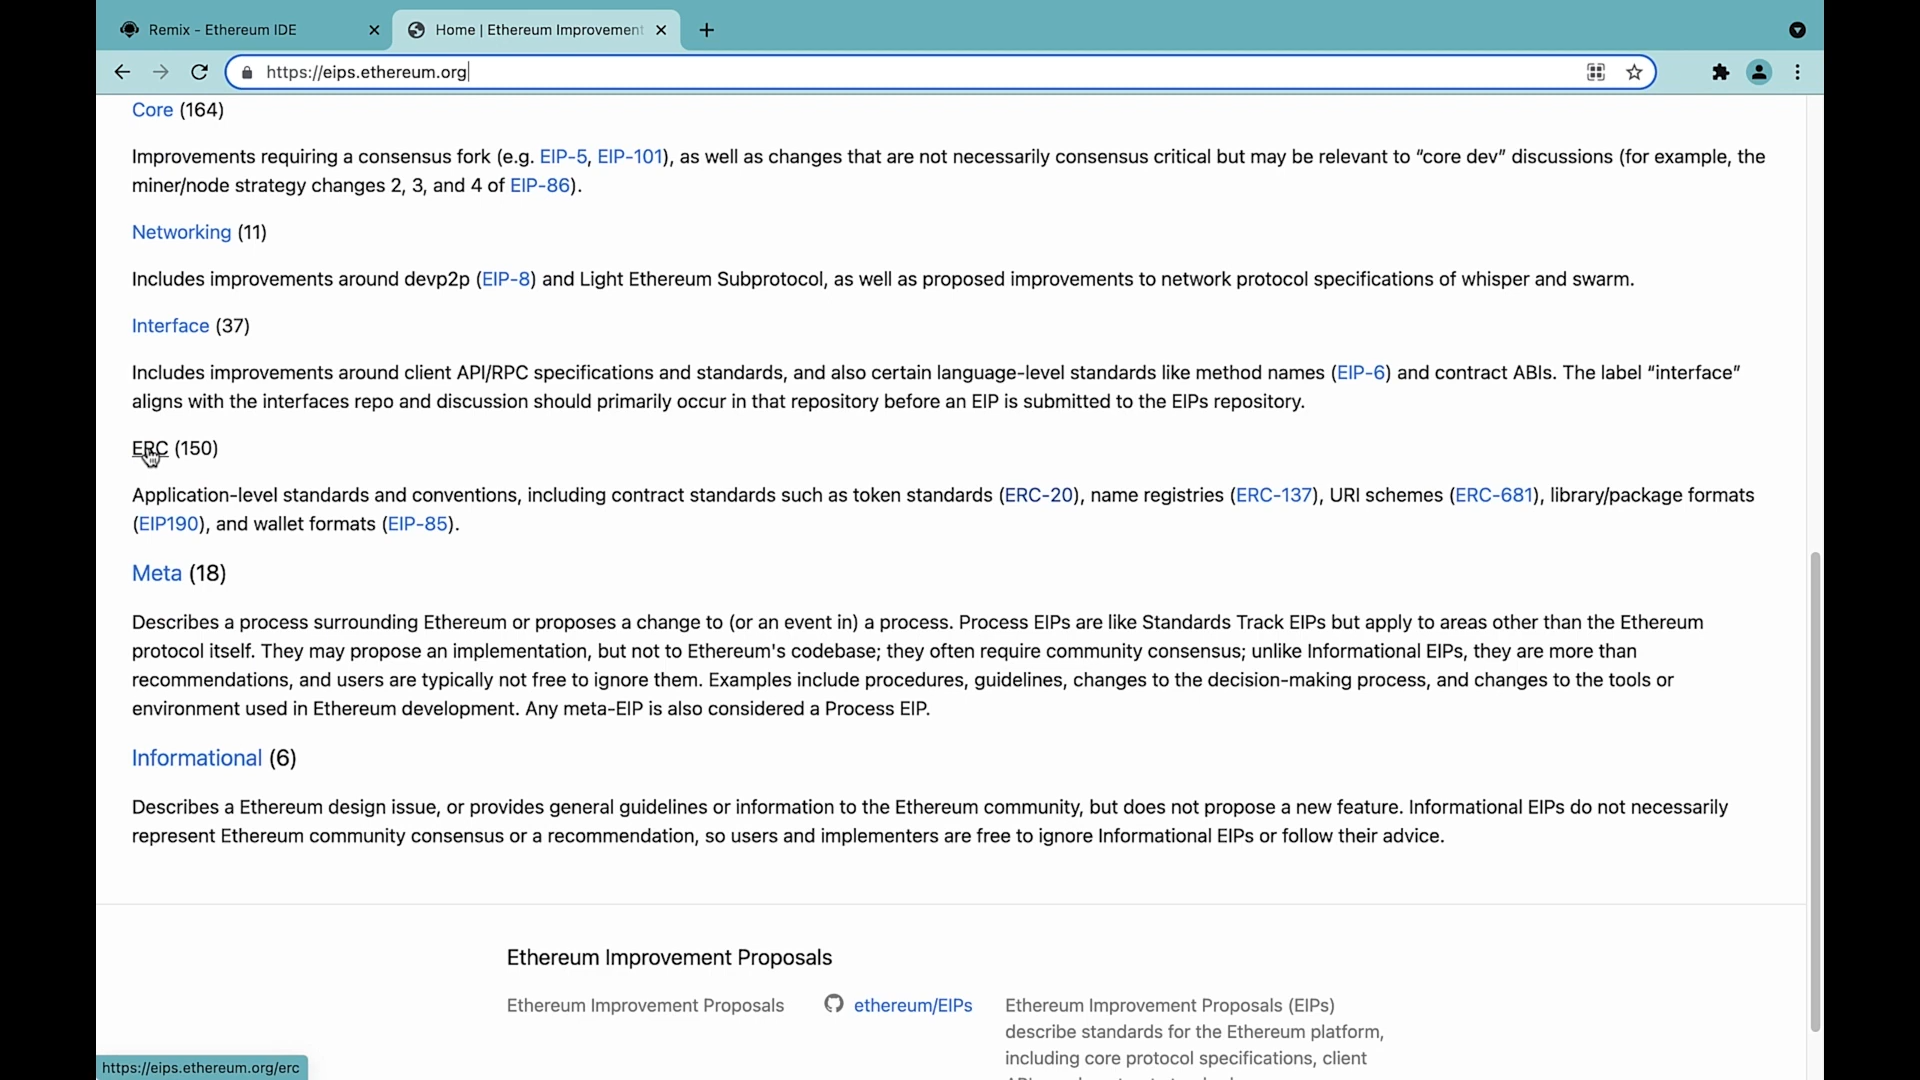 Remix - Ethereum IDE
Home | Ethereum Improvement
https://eips.ethereum.org
Core (164)
Improvements requiring a consensus fork (e.g. EIP-5, EIP-101), as well as changes that are not necessarily consensus critical but may be relevant to “core dev” discussions (for example, the
miner/node strategy changes 2, 3, and 4 of EIP-86).
Networking (11)
Includes improvements around devp2p (EIP-8) and Light Ethereum Subprotocol, as well as proposed improvements to network protocol specifications of whisper and swarm.
Interface (37)
Includes improvements around client API/RPC specifications and standards, and also certain language-level standards like method names (EIP-6) and contract ABIs. The label “interface”
aligns with the interfaces repo and discussion should primarily occur in that repository before an EIP is submitted to the EIPs repository.
ERC (150)
Application-level standards and conventions, including contract standards such as token standards (ERC-20), name registries (ERC-137), URI schemes (ERC-681), library/package formats
(EIP190), and wallet formats (EIP-85).
Meta (18)
Describes a process surrounding Ethereum or proposes a change to (or an event in) a process. Process EIPs are like Standards Track EIPs but apply to areas other than the Ethereum
protocol itself. They may propose an implementation, but not to Ethereum's codebase; they often require community consensus; unlike Informational EIPs, they are more than
recommendations, and users are typically not free to ignore them. Examples include procedures, guidelines, changes to the decision-making process, and changes to the tools or
environment used in Ethereum development. Any meta-EIP is also considered a Process EIP.
Informational (6)
Describes a Ethereum design issue, or provides general guidelines or information to the Ethereum community, but does not propose a new feature. Informational EIPs do not necessarily
represent Ethereum community consensus or a recommendation, so users and implementers are free to ignore Informational EIPs or follow their advice.
Ethereum Improvement Proposals
Ethereum Improvement Proposals
ethereum/EIPs
Ethereum Improvement Proposals (EIPs)
describe standards for the Ethereum platform,
including core protocol specifications, client
https://eips.ethereum.org/erc